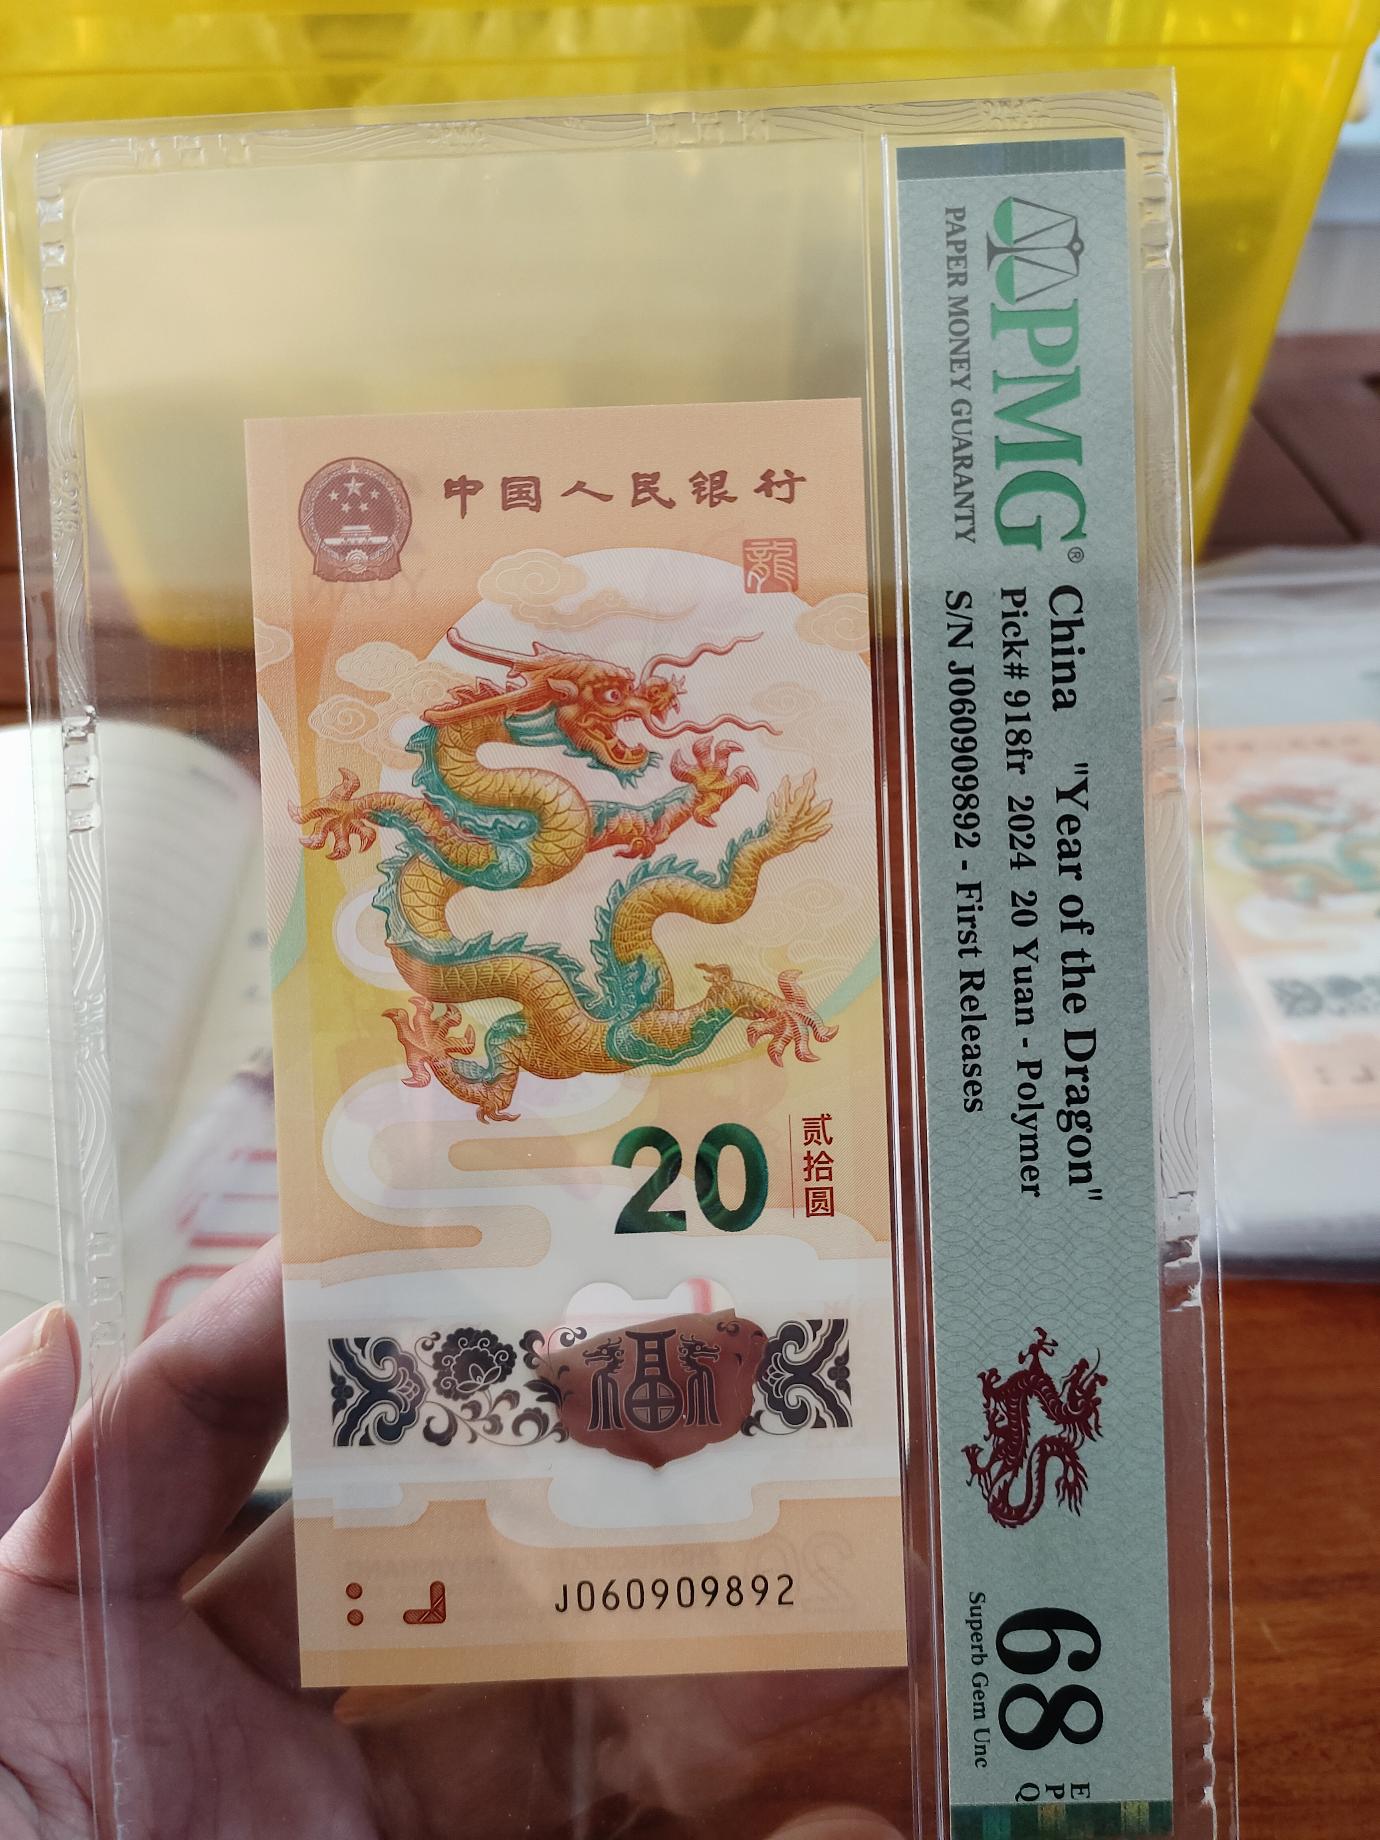 中国人民银行
龍
20
贰拾圆
福
J060909892
PMG®
PAPER MONEY GUARANTY
China "Year of the Dragon"
Pick# 918fr 2024 20 Yuan - Polymer
S/N J060909892 - First Releases
68
EPQ
Superb Gem Unc